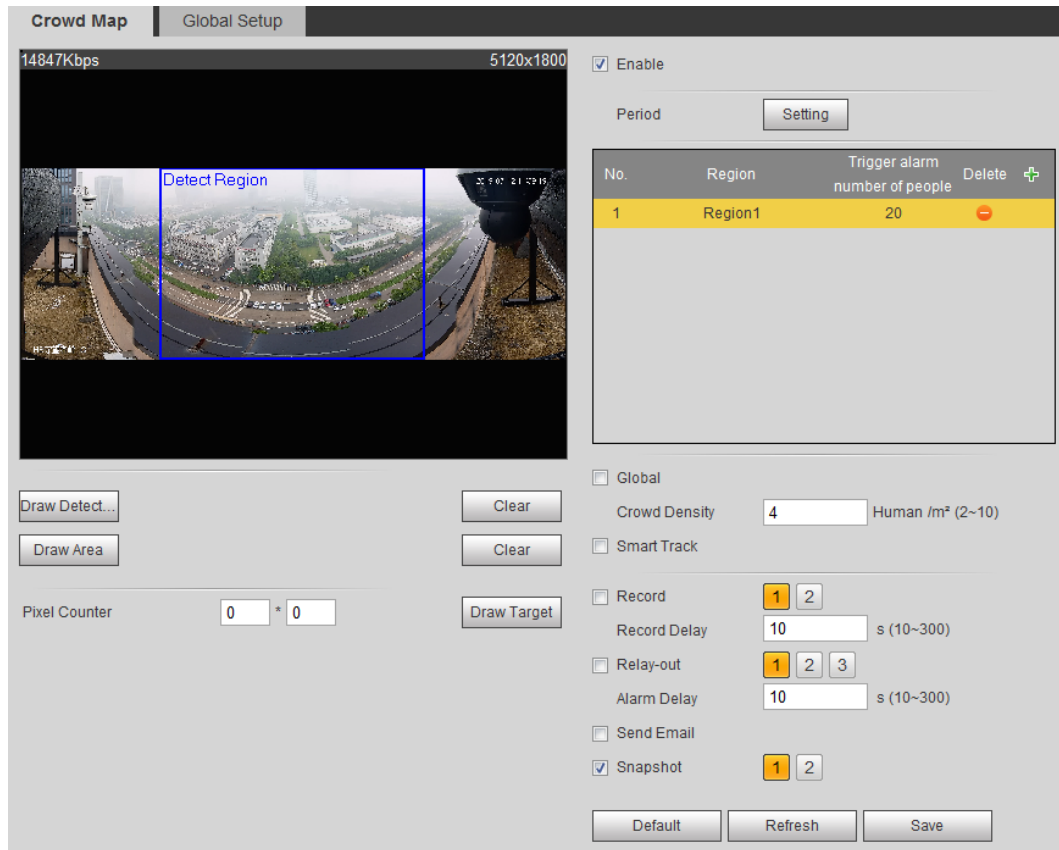 Crowd Map
Global Setup
14847Kbps
5120x1800
Detect Region
Draw Detect...
Clear
Draw Area
Clear
Pixel Counter
0 * 0
Draw Target
Enable
Period
Setting
No. Region Trigger alarm number of people Delete
1 Region1 20
Global
Crowd Density 4 Human /m² (2~10)
Smart Track
Record 1 2
Record Delay 10 s (10~300)
Relay-out 1 2 3
Alarm Delay 10 s (10~300)
Send Email
Snapshot 1 2
Default Refresh Save